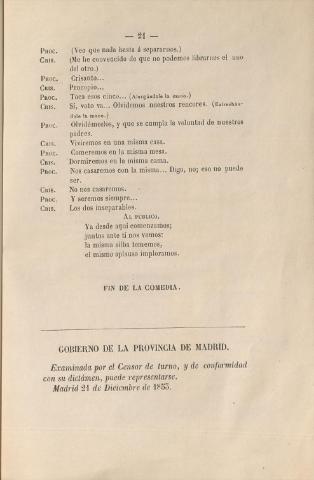 — 21 —
PROC. (Veo que nada basta á separarnos.)
CRIS. (Me he convencido de que no podemos librarnos el uno
del otro.)
PROC. Crisanto...
CRIS. Procopio...
PROC. Toca esos cinco... (Alargándole la mano.)
CRIS. Sí, voto va... Olvidemos nuestros rencores. (Estrechán-
dole la mano.)
PROC. Olvidémoslos, y que se cumpla la voluntad de nuestros
padres.
CRIS. Viviremos en una misma casa.
PROC. Comeremos en la misma mesa.
CRIS. Dormiremos en la misma cama.
PROC. Nos casaremos con la misma... Digo, no; eso no puede
ser.
CRIS. No nos casaremos.
PROC. Y seremos siempre...
CRIS. Los dos inseparables.
AL PUBLICO.
Ya desde aquí comenzamos;
juntos ante tí nos vamos:
la misma silba tememos,
el mismo aplauso imploramos.
FIN DE LA COMEDIA.
GOBIERNO DE LA PROVINCIA DE MADRID.
Examinada por el Censor de turno, y de conformidad
con su dictámen, puede representarse.
Madrid 21 de Diciembre de 1855.